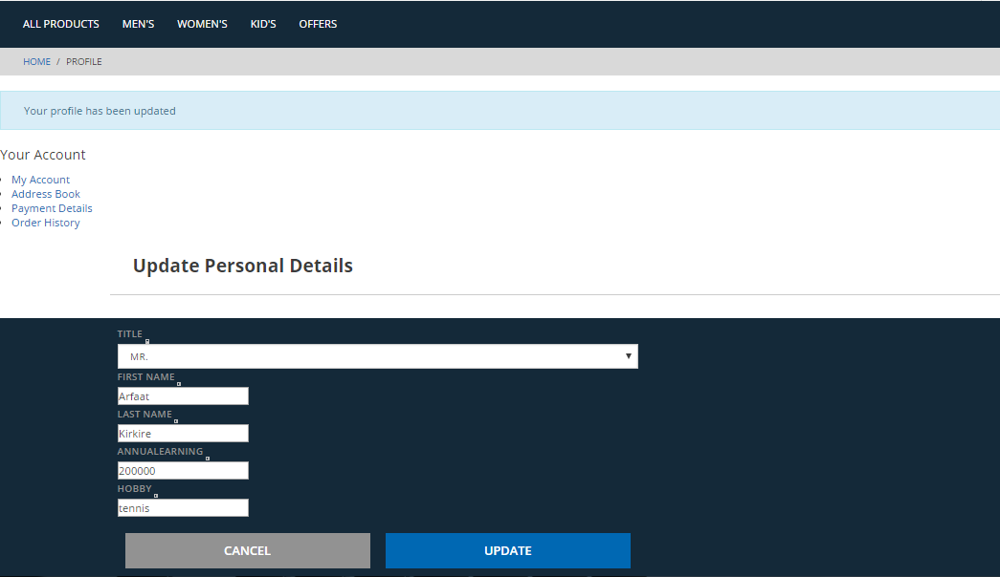 ALL PRODUCTS MEN'S WOMEN'S KID'S OFFERS
HOME / PROFILE
Your profile has been updated
Your Account
My Account
Address Book
Payment Details
Order History
Update Personal Details
TITLE
MR.
FIRST NAME
Arfaat
LAST NAME
Kirkire
ANNUALEARNING
200000
HOBBY
tennis
CANCEL UPDATE